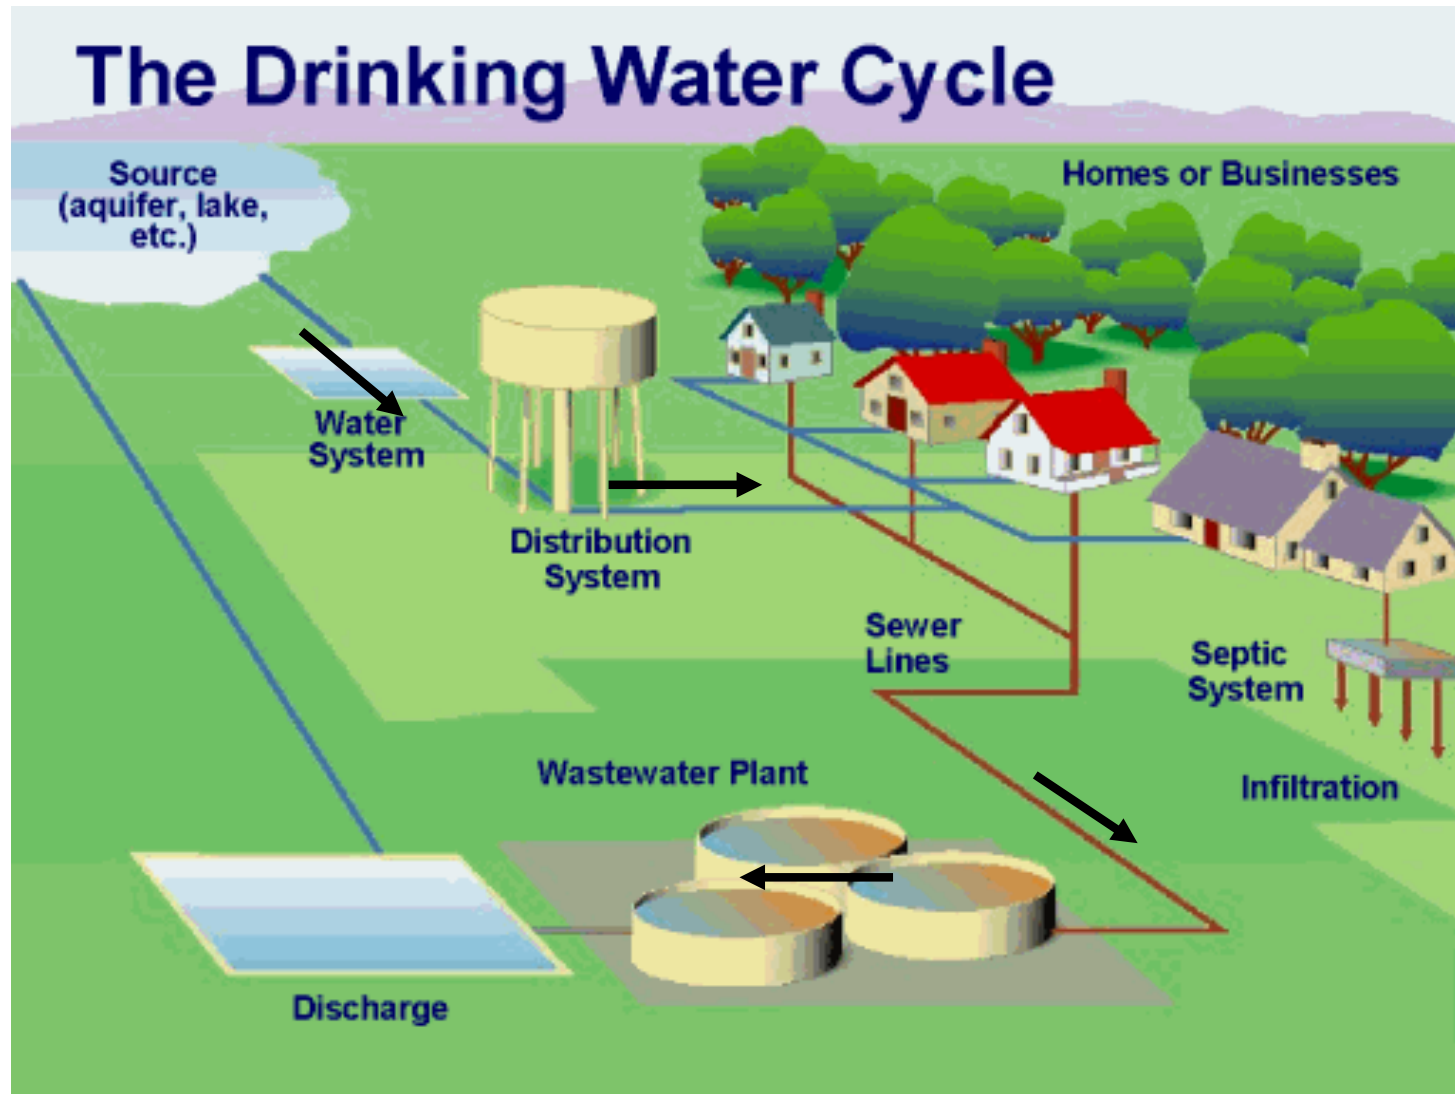 The Drinking Water Cycle
Source
(aquifer, lake,
etc.)
Homes or Businesses
Water
System
Distribution
System
Sewer
Lines
Septic
System
Wastewater Plant
Infiltration
Discharge